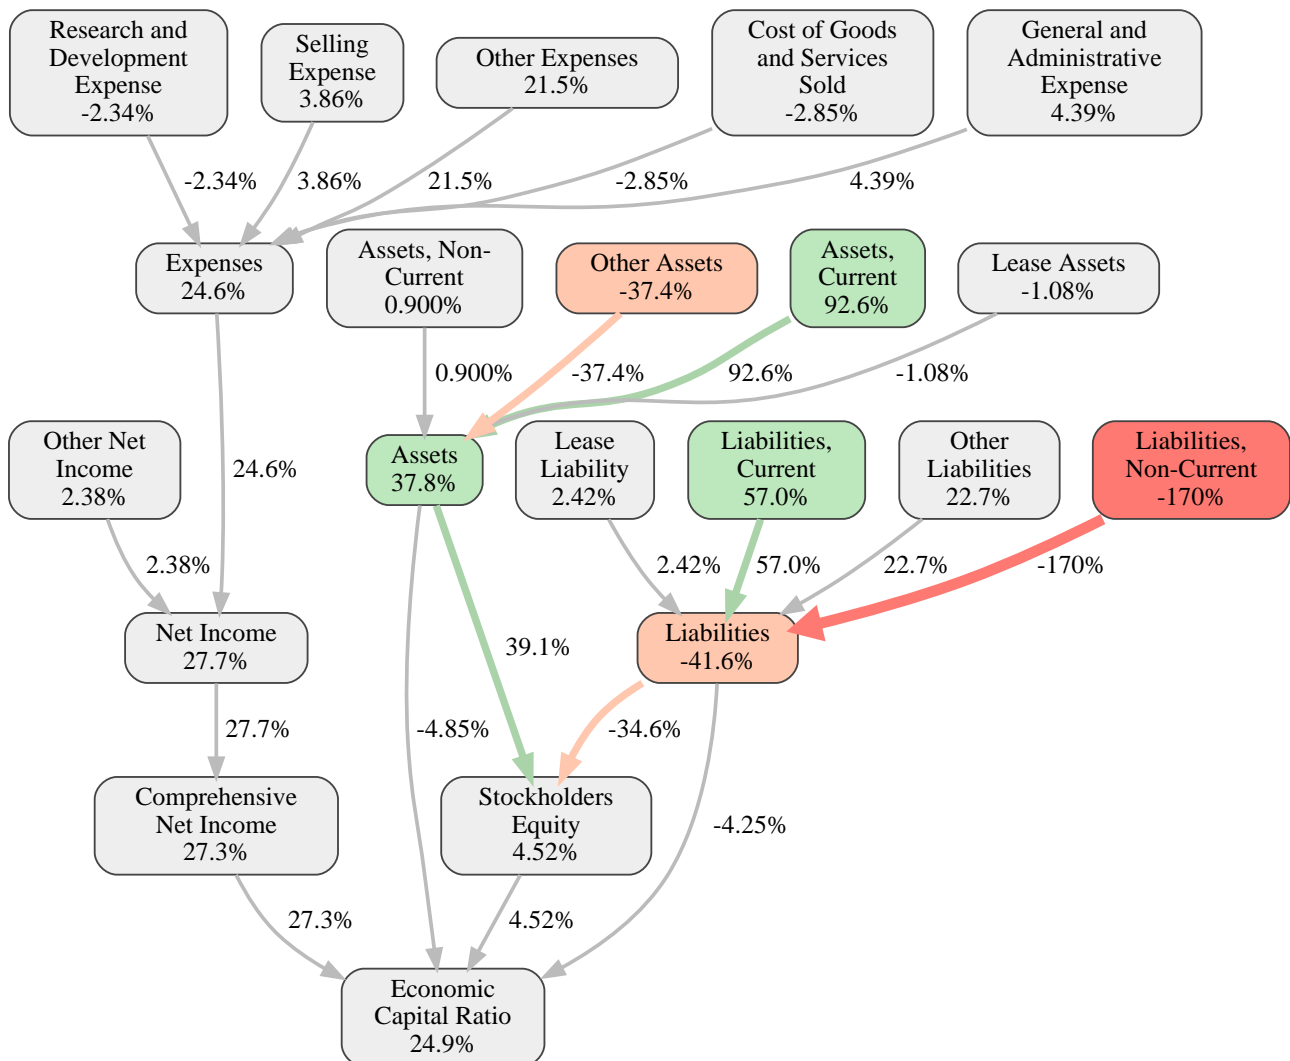 Research and
Development
Expense
-2.34%
Selling
Expense
3.86%
Other Expenses
21.5%
Cost of Goods
and Services
Sold
-2.85%
General and
Administrative
Expense
4.39%
-2.34%
3.86%
21.5%
-2.85%
4.39%
Expenses
24.6%
Assets, Non-
Current
0.900%
Other Assets
-37.4%
Assets,
Current
92.6%
Lease Assets
-1.08%
0.900%
-37.4%
92.6%
-1.08%
Other Net
Income
2.38%
24.6%
Assets
37.8%
Lease
Liability
2.42%
Liabilities,
Current
57.0%
Other
Liabilities
22.7%
Liabilities,
Non-Current
-170%
2.38%
2.42%
57.0%
22.7%
-170%
Net Income
27.7%
39.1%
Liabilities
-41.6%
27.7%
-4.85%
-34.6%
Comprehensive
Net Income
27.3%
Stockholders
Equity
4.52%
-4.25%
27.3%
4.52%
Economic
Capital Ratio
24.9%